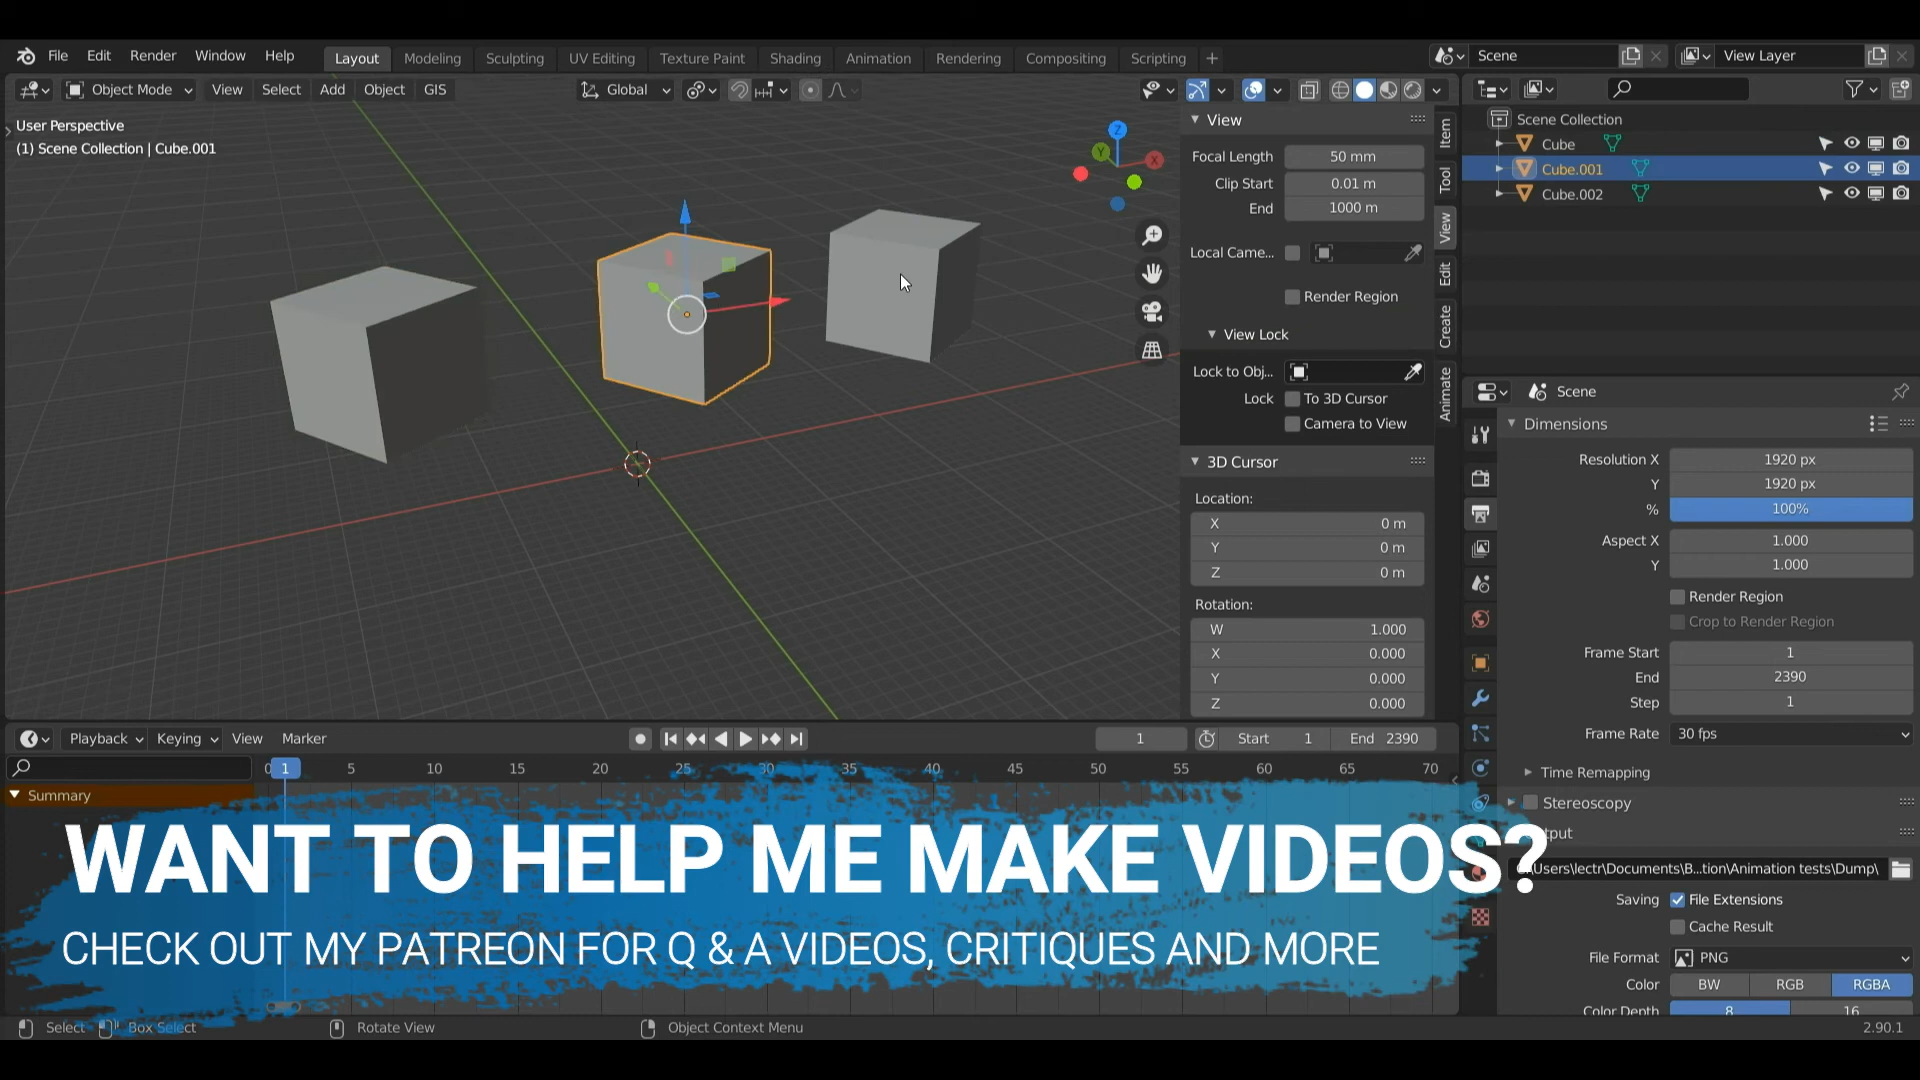 File Edit Render Window Help Layout Modeling Sculpting UV Editing Texture Paint Shading Animation Rendering Compositing Scripting + Scene View Layer
Object Mode View Select Add Object GIS Global
User Perspective
(1) Scene Collection | Cube.001
Z
Y
X
View
Focal Length 50 mm
Clip Start 0.01 m
End 1000 m
Local Came...
Render Region
View Lock
Lock to Obj...
Lock To 3D Cursor
Camera to View
3D Cursor
Location:
X 0 m
Y 0 m
Z 0 m
Rotation:
W 1.000
X 0.000
Y 0.000
Z 0.000
Item
Tool
View
Edit
Create
Animate
Scene Collection
Cube
Cube.001
Cube.002
Scene
Dimensions
Resolution X 1920 px
Y 1920 px
% 100%
Aspect X 1.000
Y 1.000
Render Region
Crop to Render Region
Frame Start 1
End 2390
Step 1
Frame Rate 30 fps
Time Remapping
Stereoscopy
Saving File Extensions
Cache Result
File Format PNG
Color BW RGB RGBA
Color Depth 8 16
Playback Keying View Marker 1 Start 1 End 2390
0 1 5 10 15 20 25 30 35 40 45 50 55 60 65 70
Summary
WANT TO HELP ME MAKE VIDEOS?
CHECK OUT MY PATREON FOR Q & A VIDEOS, CRITIQUES AND MORE
Select Box Select Rotate View Object Context Menu 2.90.1